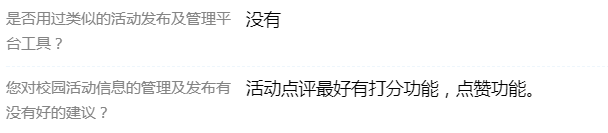 是否用过类似的活动发布及管理平 没有
台工具？
您对校园活动信息的管理及发布有 活动点评最好有打分功能，点赞功能。
没有好的建议？